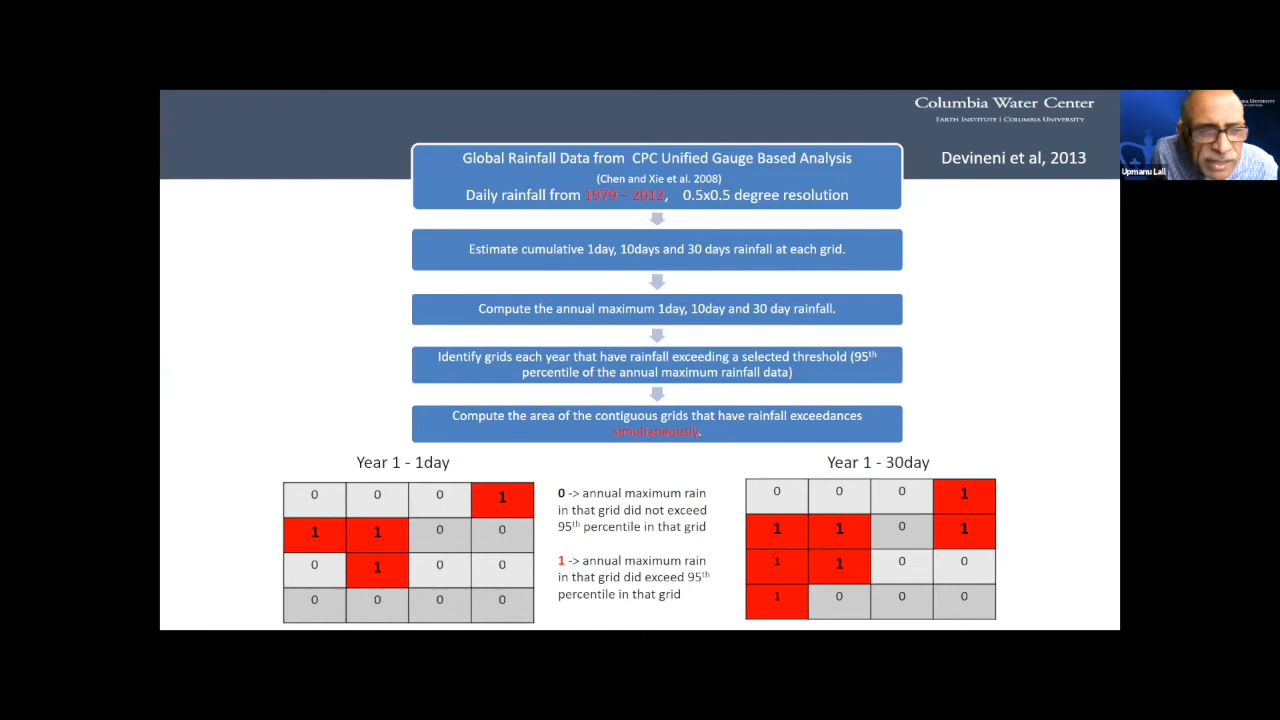 Columbia Water Center
EARTH INSTITUTE | COLUMBIA UNIVERSITY
Devineni et al, 2013
Global Rainfall Data from CPC Unified Gauge Based Analysis
(Chen and Xie et al. 2008)
Daily rainfall from 1979 – 2012, 0.5x0.5 degree resolution
Estimate cumulative 1day, 10days and 30 days rainfall at each grid.
Compute the annual maximum 1day, 10day and 30 day rainfall.
Identify grids each year that have rainfall exceeding a selected threshold (95th
percentile of the annual maximum rainfall data)
Compute the area of the contiguous grids that have rainfall exceedances
simultaneously.
Year 1 - 1day
0 0 0 1
1 1 0 0
0 1 0 0
0 0 0 0
0 -> annual maximum rain
in that grid did not exceed
95th percentile in that grid
1 -> annual maximum rain
in that grid did exceed 95th
percentile in that grid
Year 1 - 30day
0 0 0 1
1 1 0 1
1 1 0 0
1 0 0 0
Upmanu Lall